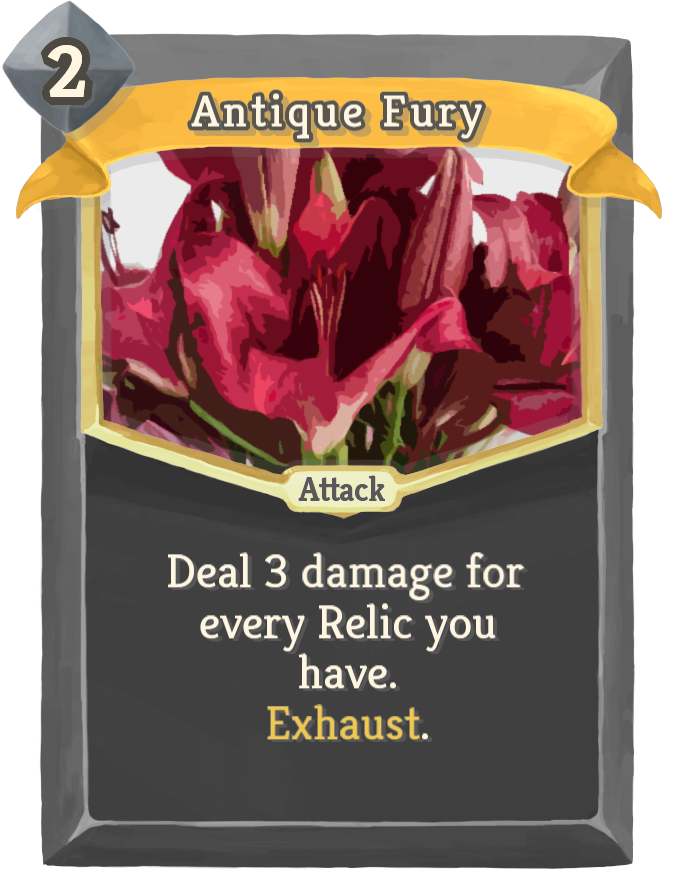 2
Antique Fury
Attack
Deal 3 damage for
every Relic you
have.
Exhaust.